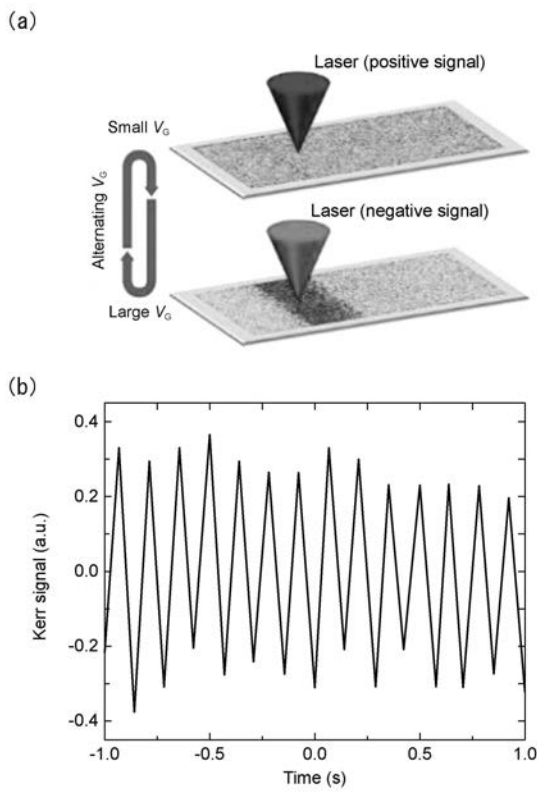 (a)
Laser (positive signal)
Small VG
Alternating VG
Laser (negative signal)
Large VG
(b)
Kerr signal (a.u.)
0.4
0.2
0.0
-0.2
-0.4
-1.0 -0.5 0.0 0.5 1.0
Time (s)